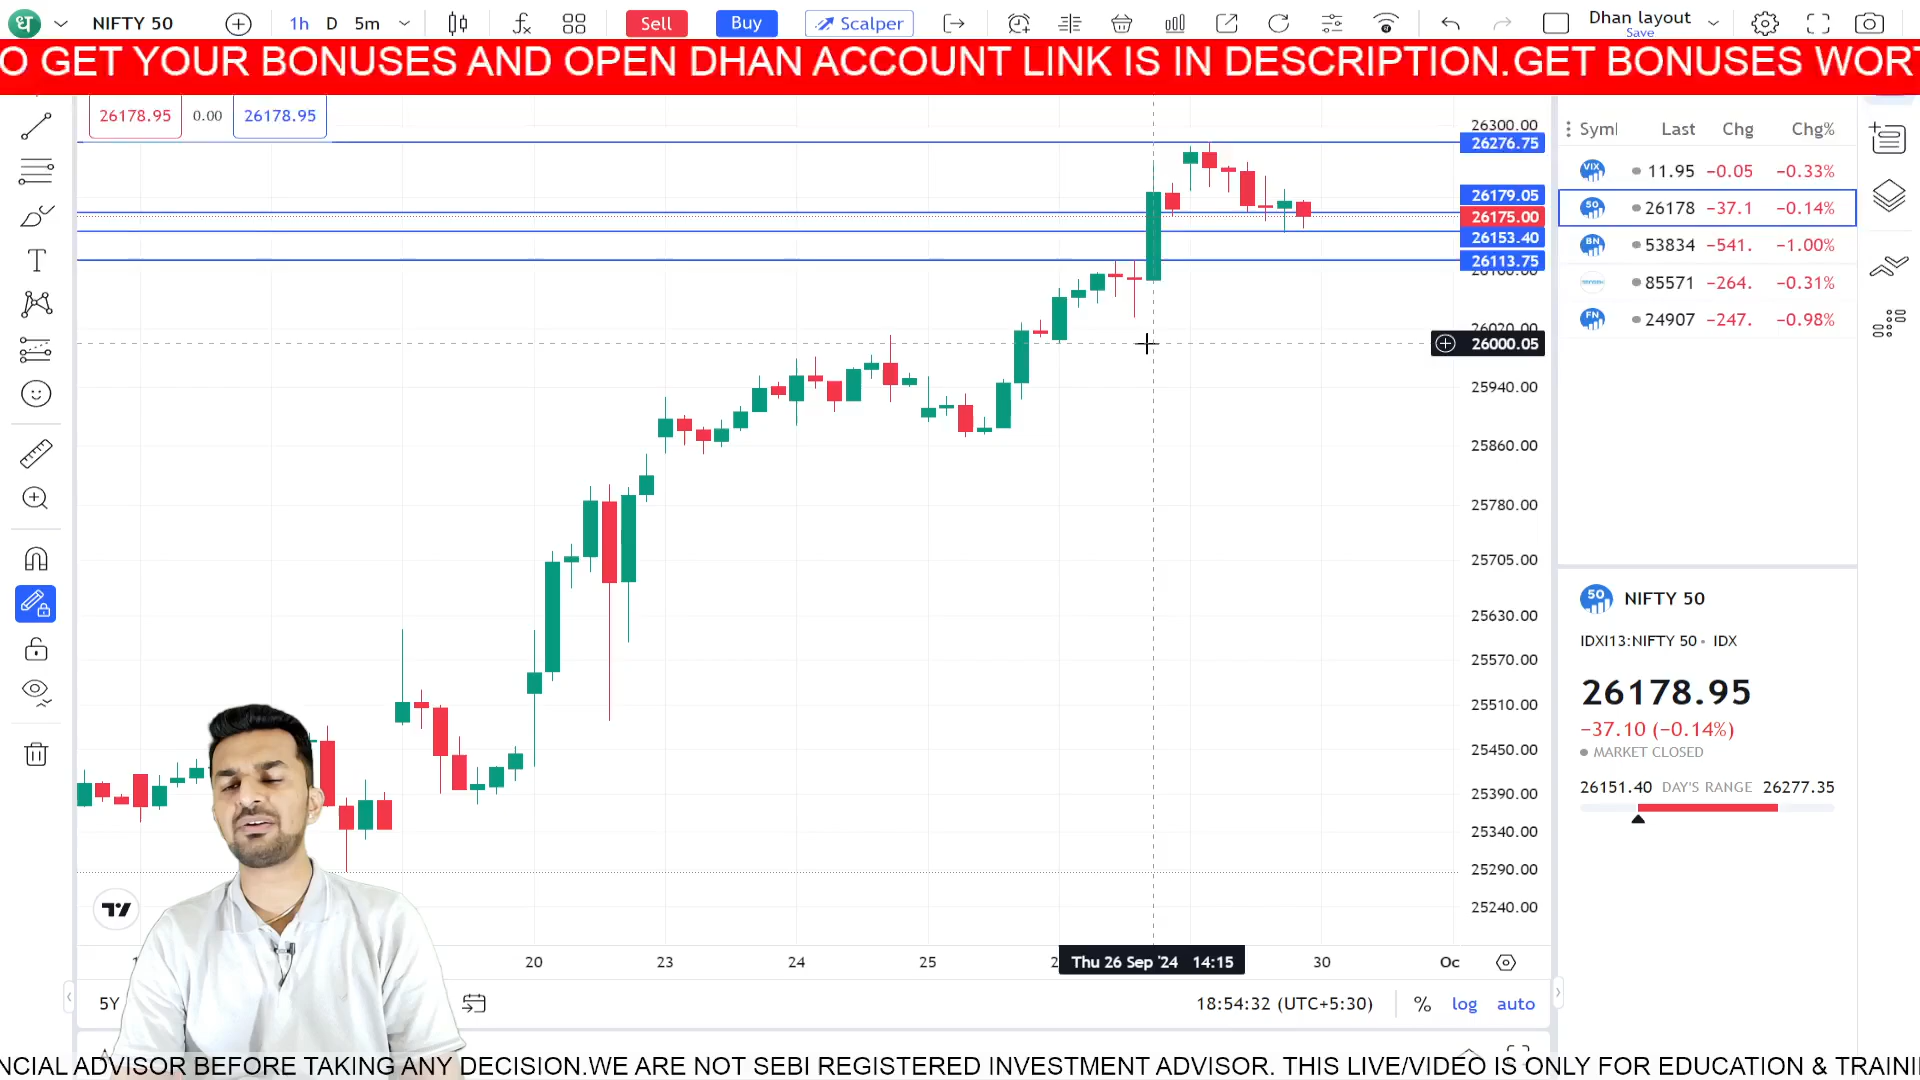 धं NIFTY 50 1h D 5m Sell Buy Scalper Dhan layout
Save
O GET YOUR BONUSES AND OPEN DHAN ACCOUNT LINK IS IN DESCRIPTION.GET BONUSES WOR
26178.95 0.00 26178.95
26300.00
26276.75
26179.05
26175.00
26153.40
26113.75
26020.00
26000.05
25940.00
25860.00
25780.00
25705.00
25630.00
25570.00
25510.00
25450.00
25390.00
25340.00
25290.00
25240.00
Syml Last Chg Chg%
VIX 11.95 −0.05 −0.33%
50 26178 −37.1 −0.14%
BN 53834 −541. −1.00%
85571 −264. −0.31%
FN 24907 −247. −0.98%
50 NIFTY 50
IDXI13:NIFTY 50 • IDX
26178.95
−37.10 (−0.14%)
MARKET CLOSED
26151.40 DAY'S RANGE 26277.35
20 23 24 25 2 Thu 26 Sep '24 14:15 30 Oc
5Y 18:54:32 (UTC+5:30) % log auto
NCIAL ADVISOR BEFORE TAKING ANY DECISION.WE ARE NOT SEBI REGISTERED INVESTMENT ADVISOR. THIS LIVE/VIDEO IS ONLY FOR EDUCATION & TRAINI